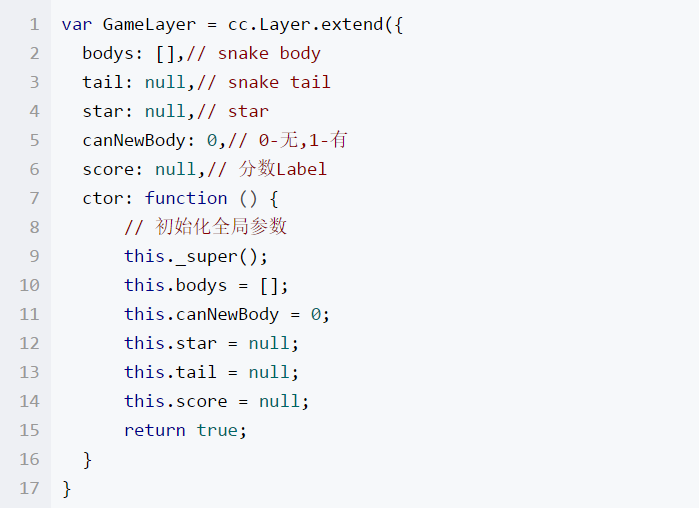 1 var GameLayer = cc.Layer.extend({
2 bodys: [],// snake body
3 tail: null,// snake tail
4 star: null,// star
5 canNewBody: 0,// 0-无,1-有
6 score: null,// 分数Label
7 ctor: function () {
8 // 初始化全局参数
9 this._super();
10 this.bodys = [];
11 this.canNewBody = 0;
12 this.star = null;
13 this.tail = null;
14 this.score = null;
15 return true;
16 }
17 }